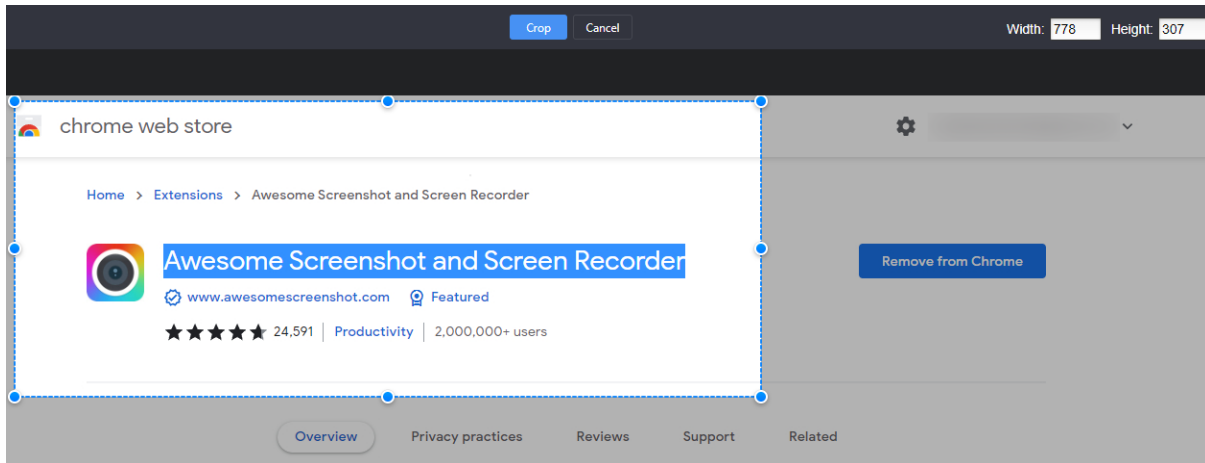 Crop Cancel Width: 778 Height: 307
chrome web store
Home > Extensions > Awesome Screenshot and Screen Recorder
Awesome Screenshot and Screen Recorder
Remove from Chrome
www.awesomescreenshot.com Featured
24,591 Productivity 2,000,000+ users
Overview Privacy practices Reviews Support Related